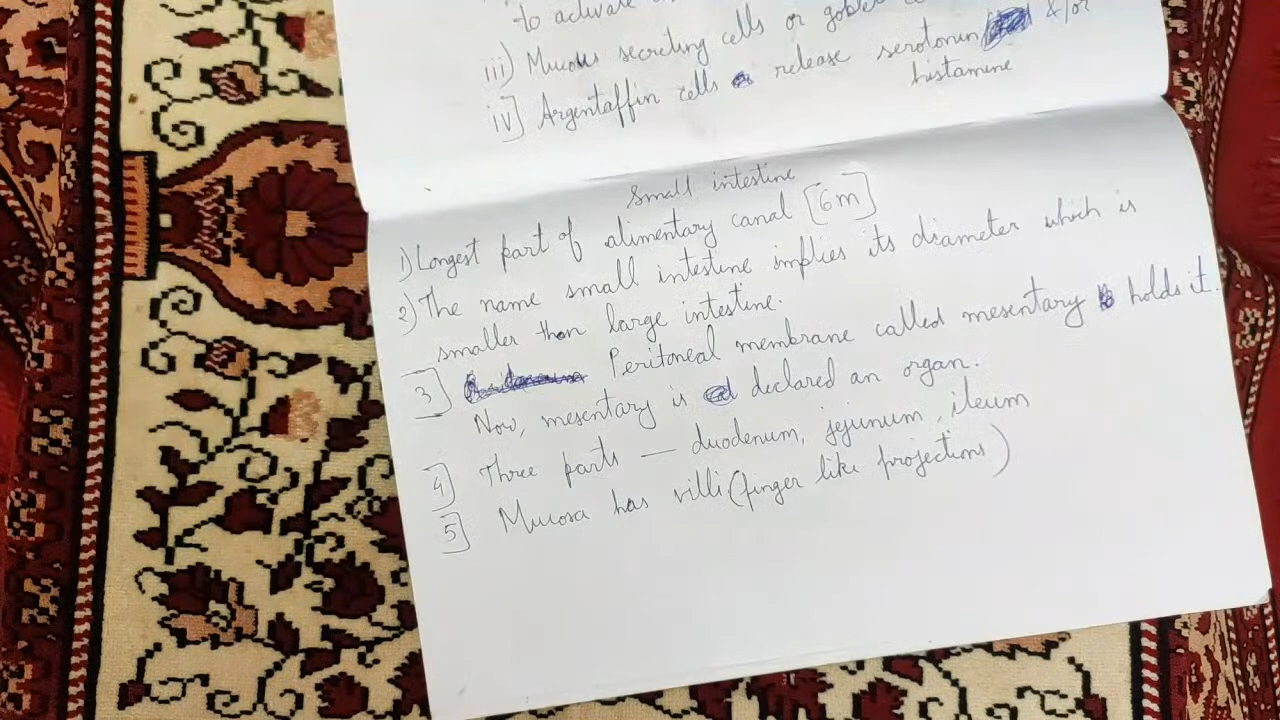 to activate
iii) Mucous secreting cells or goblet
iv] Argentaffin cells release serotonin &/or
histamine
Small intestine
1) Longest part of alimentary canal [6m]
2) The name small intestine implies its diameter which is
smaller than large intestine.
3] Peritoneal membrane called mesentary holds it.
Now, mesentary is declared an organ.
4] Three parts — duodenum, jejunum, ileum
5] Mucosa has villi (finger like projections)